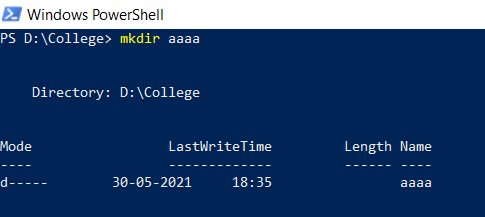 Windows PowerShell
PS D:\College> mkdir aaaa
Directory: D:\College
Mode LastWriteTime Length Name
---- ------------- ------ ----
d----- 30-05-2021 18:35 aaaa